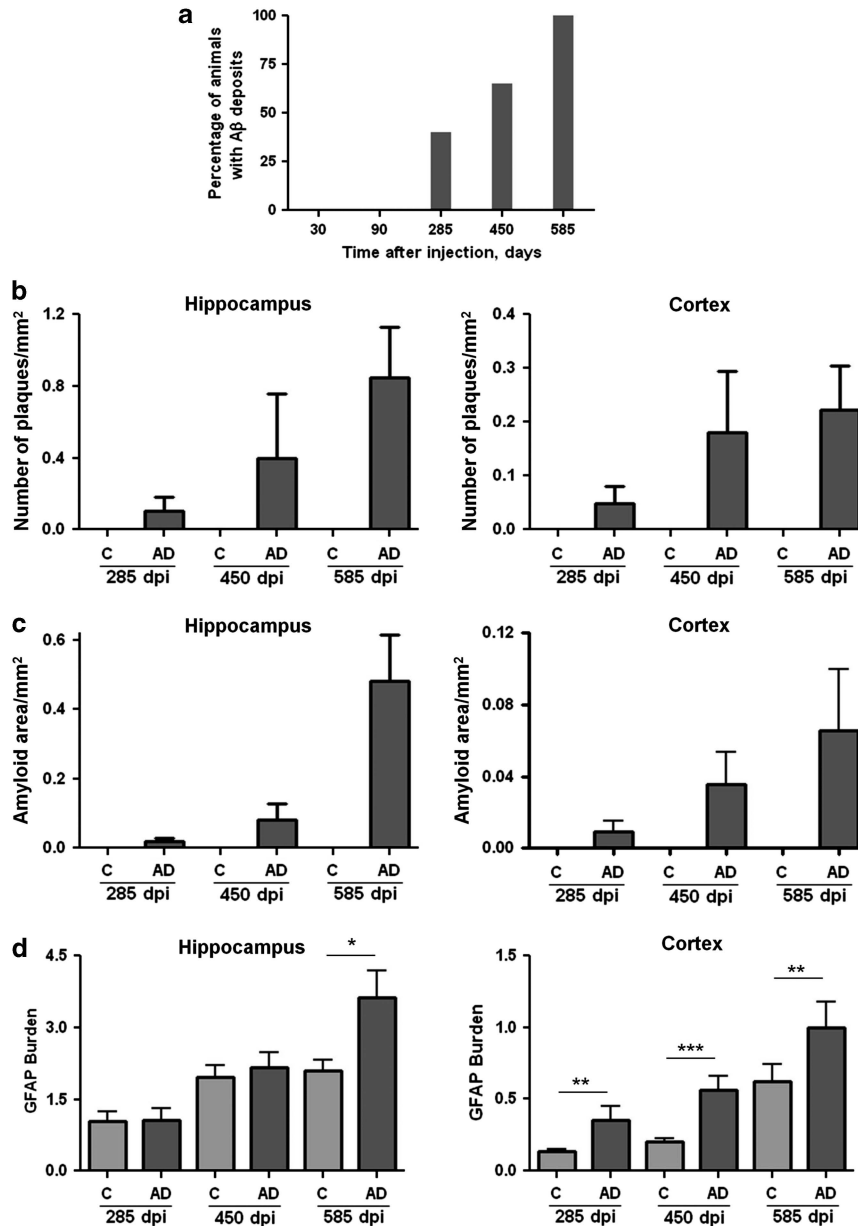 a
Percentage of animals
with Aβ deposits
100
75
50
25
0
30 90 285 450 585
Time after injection, days
b
Hippocampus
Number of plaques/mm²
1.2
0.8
0.4
0.0
C AD C AD C AD
285 dpi 450 dpi 585 dpi
Cortex
Number of plaques/mm²
0.4
0.3
0.2
0.1
0.0
C AD C AD C AD
285 dpi 450 dpi 585 dpi
c
Hippocampus
Amyloid area/mm²
0.6
0.4
0.2
0.0
C AD C AD C AD
285 dpi 450 dpi 585 dpi
Cortex
Amyloid area/mm²
0.12
0.08
0.04
0.00
C AD C AD C AD
285 dpi 450 dpi 585 dpi
d
Hippocampus
GFAP Burden
4.5
3.0
1.5
0.0
*
C AD C AD C AD
285 dpi 450 dpi 585 dpi
Cortex
GFAP Burden
1.5
1.0
0.5
0.0
** *** **
C AD C AD C AD
285 dpi 450 dpi 585 dpi